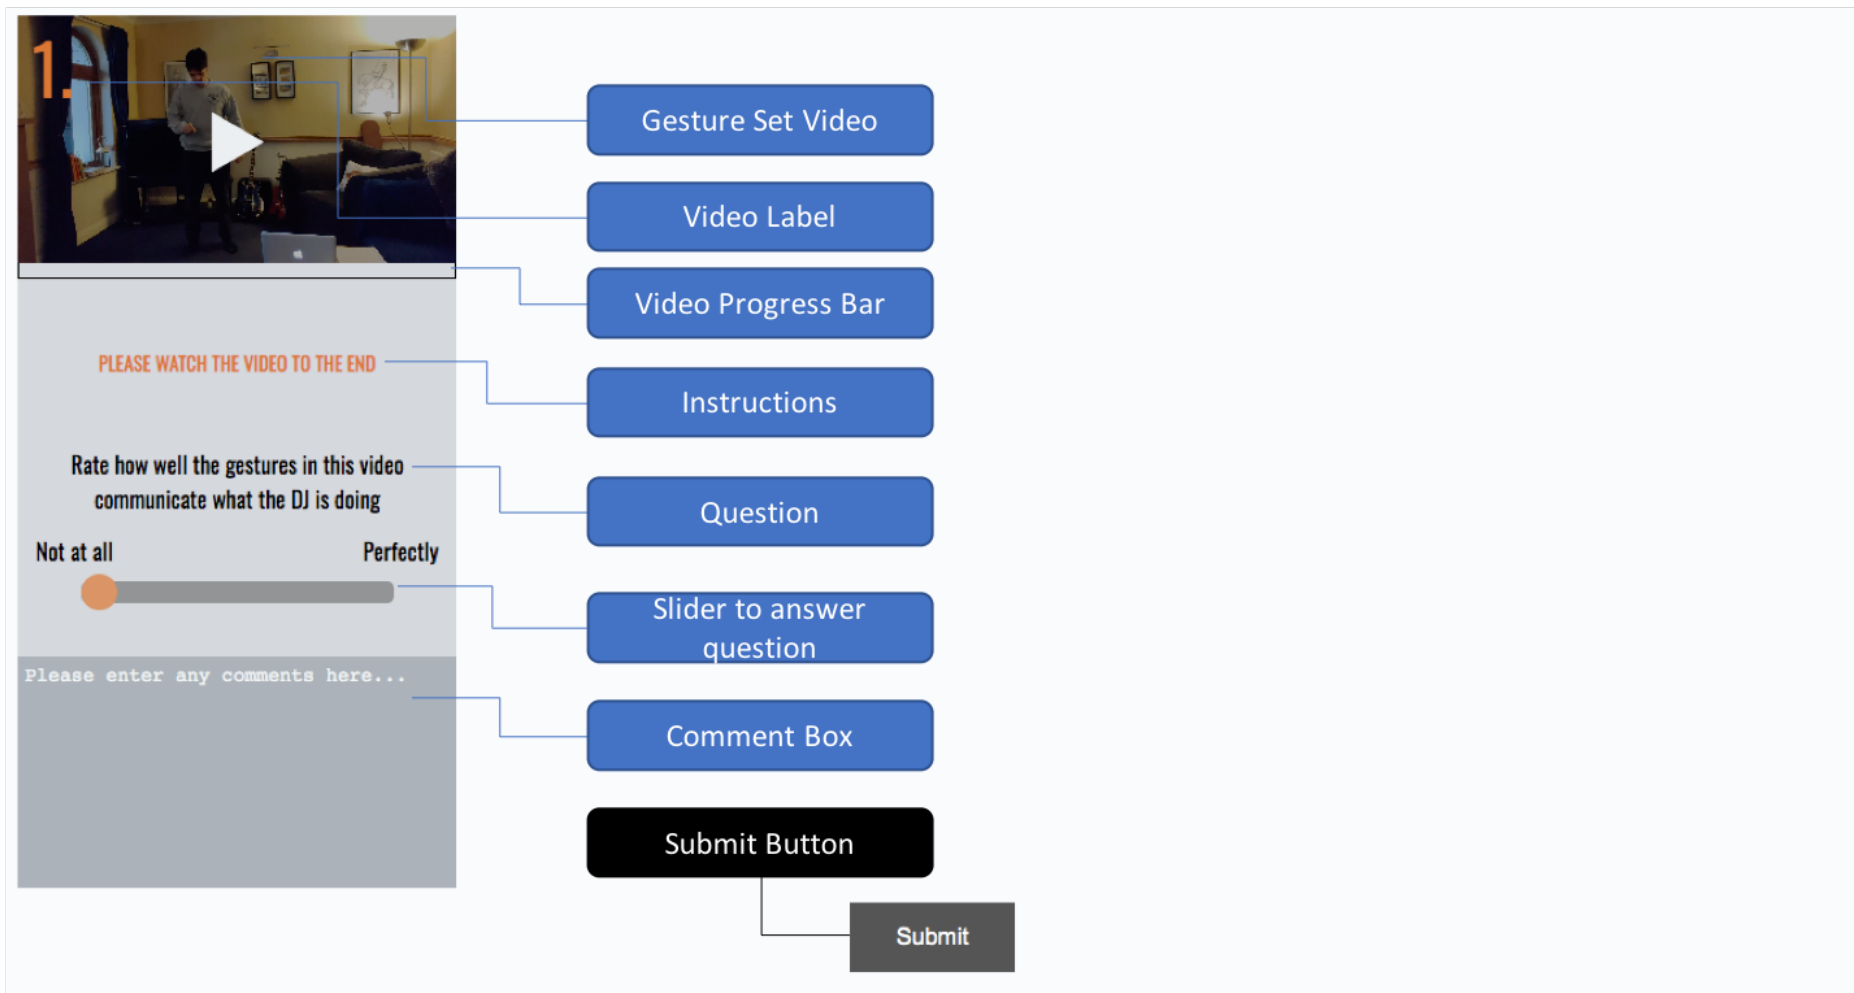 1.
Gesture Set Video
Video Label
Video Progress Bar
PLEASE WATCH THE VIDEO TO THE END
Instructions
Rate how well the gestures in this video
communicate what the DJ is doing
Question
Not at all Perfectly
Slider to answer
question
Please enter any comments here...
Comment Box
Submit Button
Submit